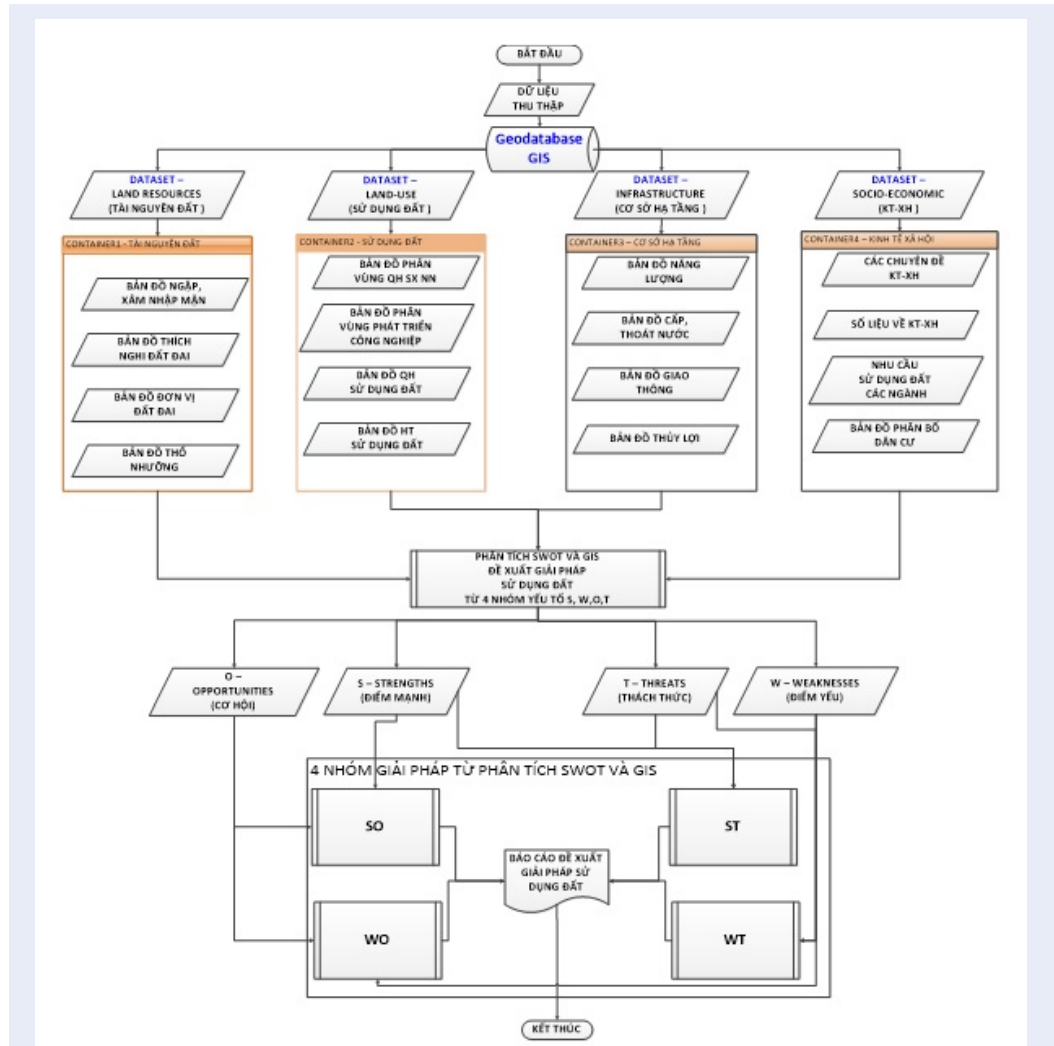 BẮT ĐẦU
DỮ LIỆU
THU THẬP
Geodatabase
GIS
DATASET –
LAND RESOURCES
(TÀI NGUYÊN ĐẤT )
DATASET –
LAND-USE
(SỬ DỤNG ĐẤT )
DATASET –
INFRASTRUCTURE
(CƠ SỞ HẠ TẦNG )
DATASET –
SOCIO-ECONOMIC
(KT-XH )
CONTAINER1 - TÀI NGUYÊN ĐẤT
BẢN ĐỒ NGẬP,
XÂM NHẬP MẶN
BẢN ĐỒ THÍCH
NGHI ĐẤT ĐAI
BẢN ĐỒ ĐƠN VỊ
ĐẤT ĐAI
BẢN ĐỒ THỔ
NHƯỠNG
CONTAINER2 - SỬ DỤNG ĐẤT
BẢN ĐỒ PHÂN
VÙNG QH SX NN
BẢN ĐỒ PHÂN
VÙNG PHÁT TRIỂN
CÔNG NGHIỆP
BẢN ĐỒ QH
SỬ DỤNG ĐẤT
BẢN ĐỒ HT
SỬ DỤNG ĐẤT
CONTAINER3 – CƠ SỞ HẠ TẦNG
BẢN ĐỒ NĂNG
LƯỢNG
BẢN ĐỒ CẤP,
THOÁT NƯỚC
BẢN ĐỒ GIAO
THÔNG
BẢN ĐỒ THỦY LỢI
CONTAINER4 – KINH TẾ XÃ HỘI
CÁC CHUYÊN ĐỀ
KT-XH
SỐ LIỆU VỀ KT-XH
NHU CẦU
SỬ DỤNG ĐẤT
CÁC NGÀNH
BẢN ĐỒ PHÂN BỐ
DÂN CƯ
PHÂN TÍCH SWOT VÀ GIS
ĐỀ XUẤT GIẢI PHÁP
SỬ DỤNG ĐẤT
TỪ 4 NHÓM YẾU TỐ S, W,O,T
O –
OPPORTUNITIES
(CƠ HỘI)
S – STRENGTHS
(ĐIỂM MẠNH)
T – THREATS
(THÁCH THỨC)
W – WEAKNESSES
(ĐIỂM YẾU)
4 NHÓM GIẢI PHÁP TỪ PHÂN TÍCH SWOT VÀ GIS
SO
ST
BÁO CÁO ĐỀ XUẤT
GIẢI PHÁP SỬ
DỤNG ĐẤT
WO
WT
KẾT THÚC